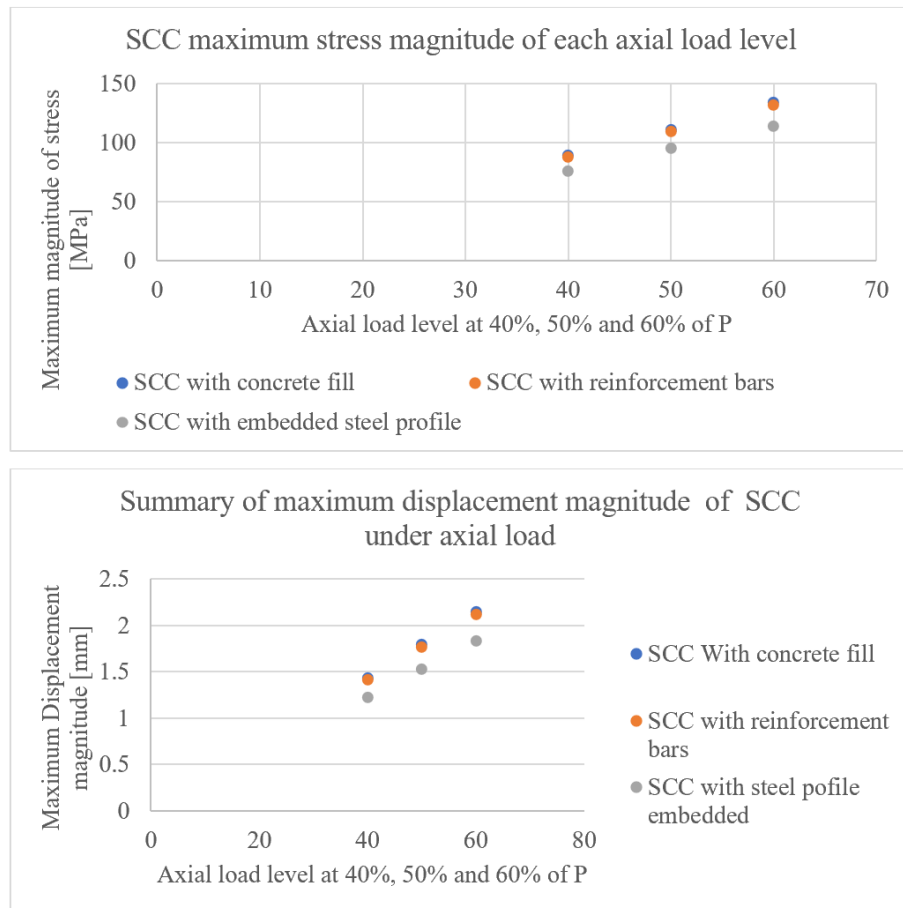 SCC maximum stress magnitude of each axial load level
Maximum magnitude of stress
[MPa]
150
100
50
0
0 10 20 30 40 50 60 70
Axial load level at 40%, 50% and 60% of P
SCC with concrete fill
SCC with reinforcement bars
SCC with embedded steel profile
Summary of maximum displacement magnitude of SCC
under axial load
Maximum Displacement
magnitude [mm]
2.5
2
1.5
1
0.5
0
0 20 40 60 80
Axial load level at 40%, 50% and 60% of P
SCC With concrete fill
SCC with reinforcement
bars
SCC with steel pofile
embedded